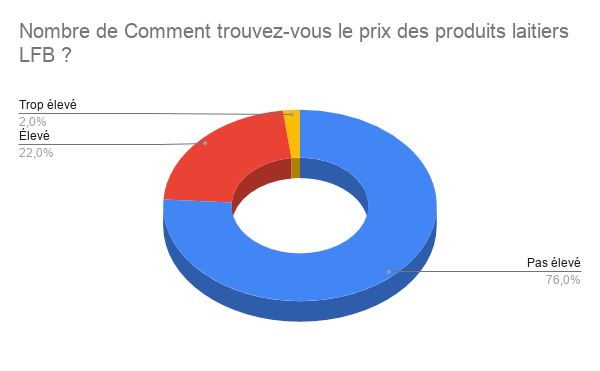 Nombre de Comment trouvez-vous le prix des produits laitiers
LFB ?
Trop élevé
2,0%
Élevé
22,0%
Pas élevé
76,0%